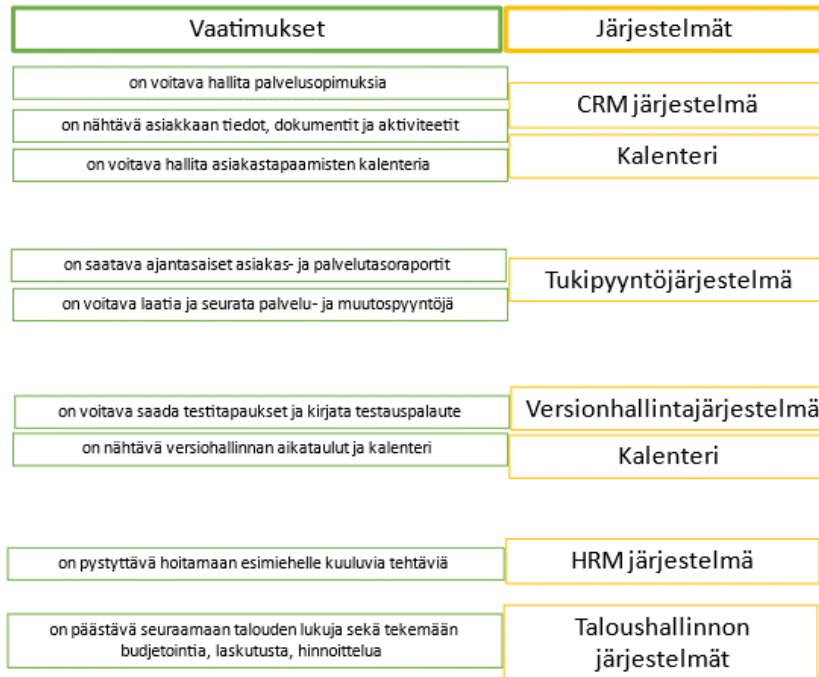 Vaatimukset
Järjestelmät
on voitava hallita palvelusopimuksia
CRM järjestelmä
on nähtävä asiakkaan tiedot, dokumentit ja aktiviteetit
Kalenteri
on voitava hallita asiakastapaamisten kalenteria
on saatava ajantasaiset asiakas- ja palvelutasoraportit
Tukipyyntöjärjestelmä
on voitava laatia ja seurata palvelu- ja muutospyyntöjä
on voitava saada testitapaukset ja kirjata testauspalaute
Versionhallintajärjestelmä
on nähtävä versiohallinnan aikataulut ja kalenteri
Kalenteri
on pystyttävä hoitamaan esimiehelle kuuluvia tehtäviä
HRM järjestelmä
on päästävä seuraamaan talouden lukuja sekä tekemään
budjetointia, laskutusta, hinnoittelua
Taloushallinnon
järjestelmät